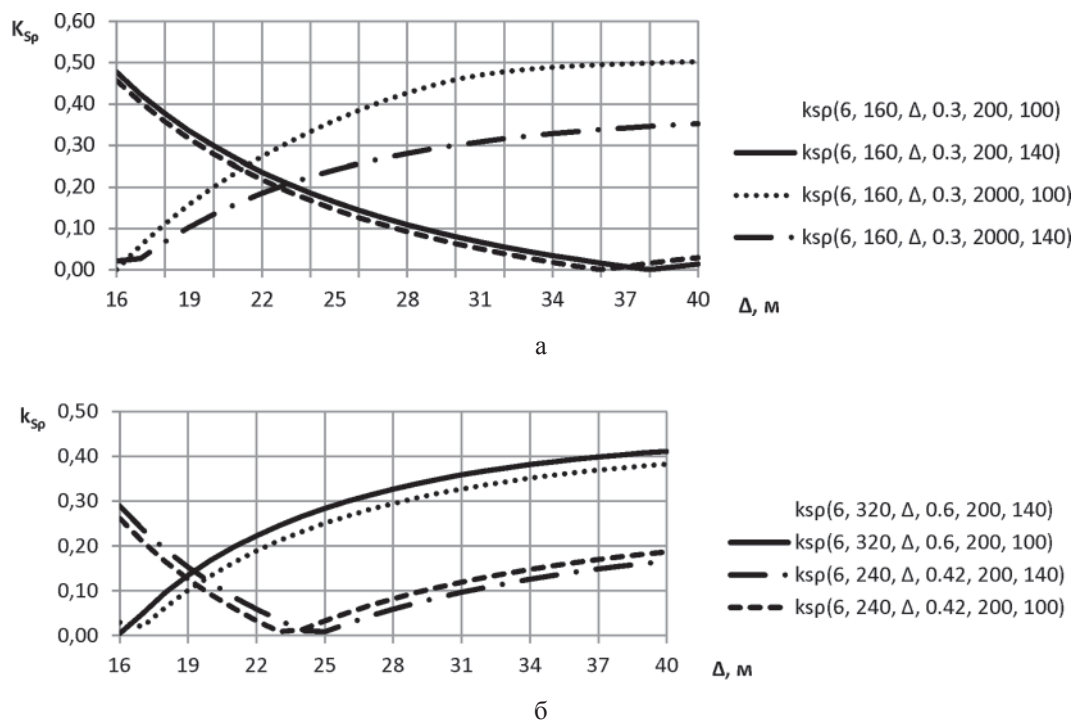 K_Sρ
0,60
0,50
0,40
0,30
0,20
0,10
0,00
16 19 22 25 28 31 34 37 40
Δ, м
ksρ(6, 160, Δ, 0.3, 200, 100)
ksρ(6, 160, Δ, 0.3, 200, 140)
ksρ(6, 160, Δ, 0.3, 2000, 100)
ksρ(6, 160, Δ, 0.3, 2000, 140)
а
k_Sρ
0,50
0,40
0,30
0,20
0,10
0,00
16 19 22 25 28 31 34 37 40
Δ, м
ksρ(6, 320, Δ, 0.6, 200, 140)
ksρ(6, 320, Δ, 0.6, 200, 100)
ksρ(6, 240, Δ, 0.42, 200, 140)
ksρ(6, 240, Δ, 0.42, 200, 100)
б